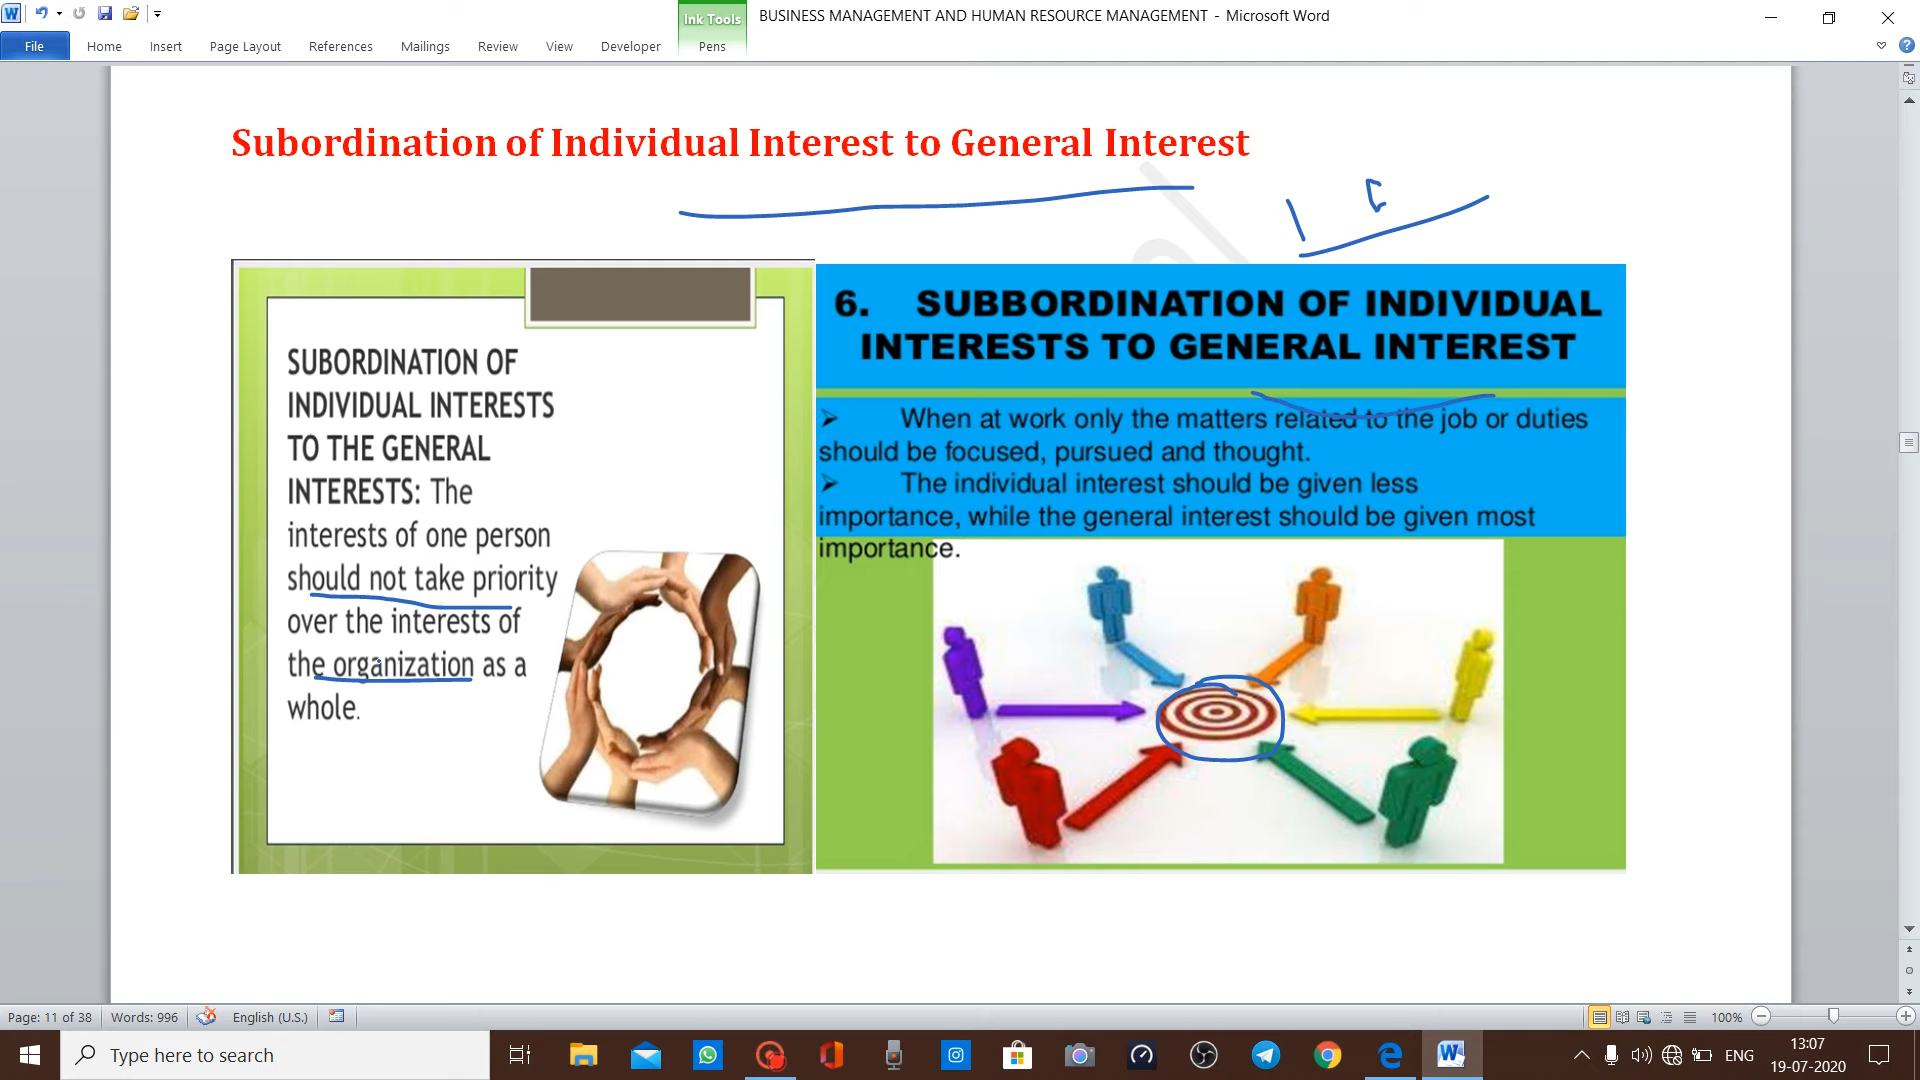 BUSINESS MANAGEMENT AND HUMAN RESOURCE MANAGEMENT - Microsoft Word
Ink Tools
File
Home
Insert
Page Layout
References
Mailings
Review
View
Developer
Pens
Subordination of Individual Interest to General Interest
SUBORDINATION OF
INDIVIDUAL INTERESTS
TO THE GENERAL
INTERESTS: The
interests of one person
should not take priority
over the interests of
the organization as a
whole.
6. SUBBORDINATION OF INDIVIDUAL
INTERESTS TO GENERAL INTEREST
When at work only the matters related to the job or duties
should be focused, pursued and thought.
The individual interest should be given less
importance, while the general interest should be given most
importance.
Page: 11 of 38
Words: 996
English (U.S.)
100%
Type here to search
ENG
13:07
19-07-2020